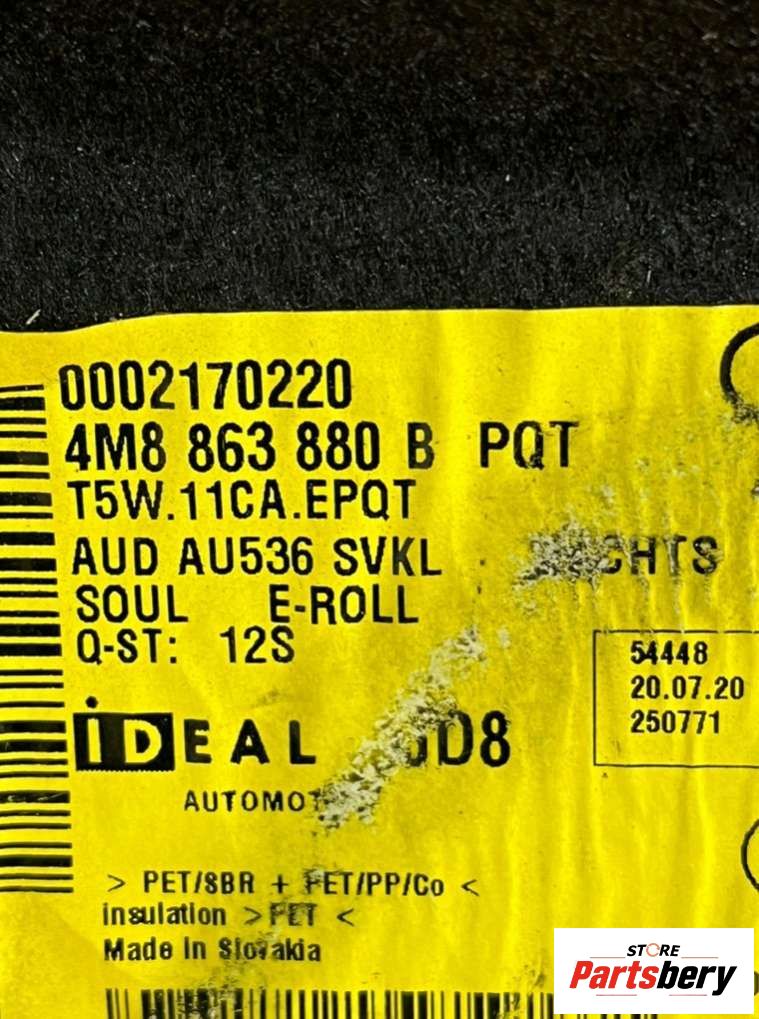 0002170220
4M8 863 880 B PQT
T5W.11CA.EPQT
AUD AU536 SVKL
SOUL E-ROLL
Q-ST: 12S
54448
20.07.20
250771
iDEAL
> PET/SBR + PET/PP/Co <
insulation >PET <
Made in Slovakia
STORE
Partsbery